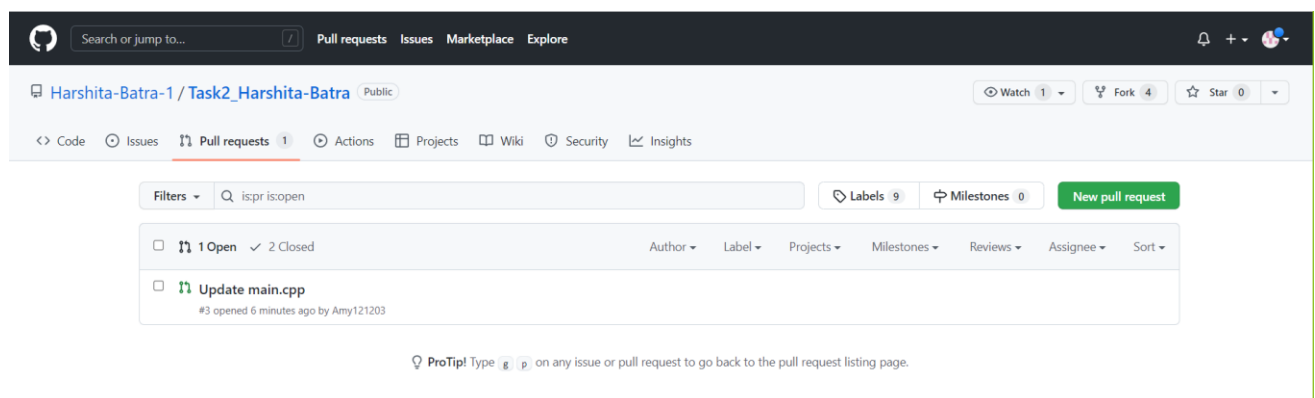 Search or jump to... / Pull requests Issues Marketplace Explore
Harshita-Batra-1 / Task2_Harshita-Batra Public Watch 1 Fork 4 Star 0
Code Issues Pull requests 1 Actions Projects Wiki Security Insights
Filters is:pr is:open Labels 9 Milestones 0 New pull request
1 Open 2 Closed Author Label Projects Milestones Reviews Assignee Sort
Update main.cpp
#3 opened 6 minutes ago by Amy121203
ProTip! Type g p on any issue or pull request to go back to the pull request listing page.